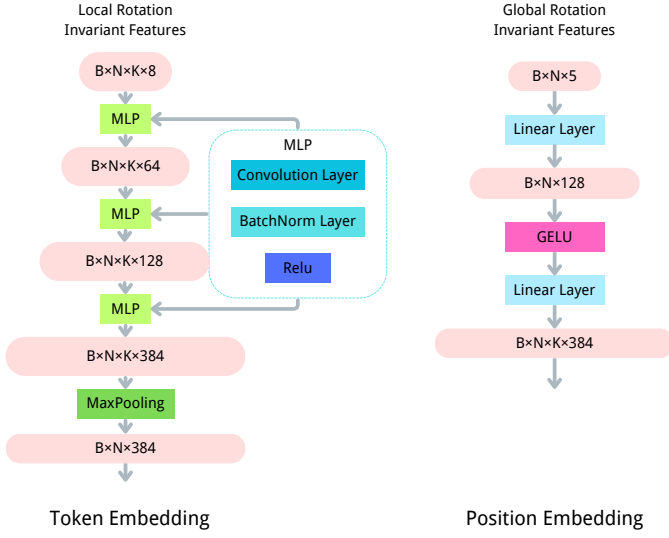 Local Rotation
Invariant Features
B×N×K×8
MLP
B×N×K×64
MLP
B×N×K×128
MLP
B×N×K×384
MaxPooling
B×N×384
Token Embedding
MLP
Convolution Layer
BatchNorm Layer
Relu
Global Rotation
Invariant Features
B×N×5
Linear Layer
B×N×128
GELU
Linear Layer
B×N×K×384
Position Embedding